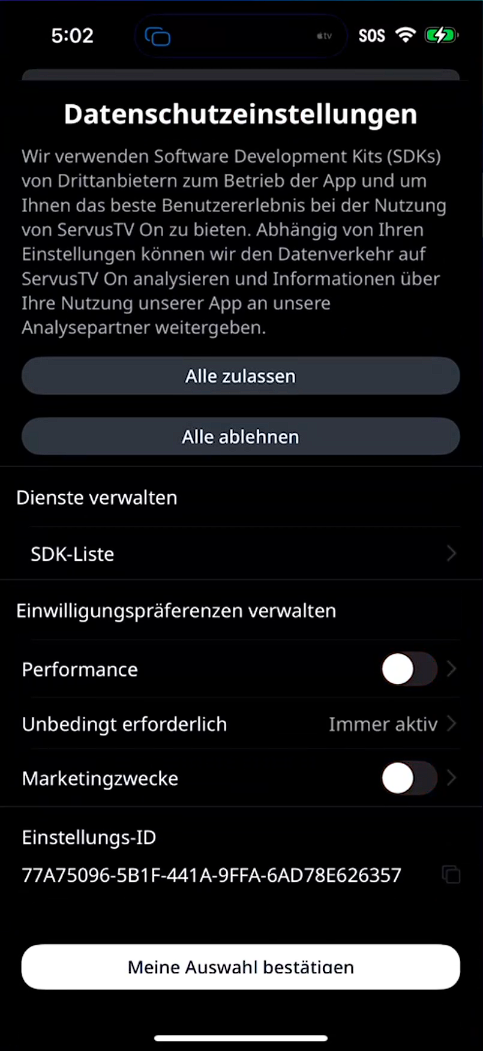 5:02
tv
SOS
Datenschutzeinstellungen
Wir verwenden Software Development Kits (SDKs)
von Drittanbietern zum Betrieb der App und um
Ihnen das beste Benutzererlebnis bei der Nutzung
von ServusTV On zu bieten. Abhängig von Ihren
Einstellungen können wir den Datenverkehr auf
ServusTV On analysieren und Informationen über
Ihre Nutzung unserer App an unsere
Analysepartner weitergeben.
Alle zulassen
Alle ablehnen
Dienste verwalten
SDK-Liste
Einwilligungspräferenzen verwalten
Performance
Unbedingt erforderlich
Immer aktiv
Marketingzwecke
Einstellungs-ID
77A75096-5B1F-441A-9FFA-6AD78E626357
Meine Auswahl bestätigen